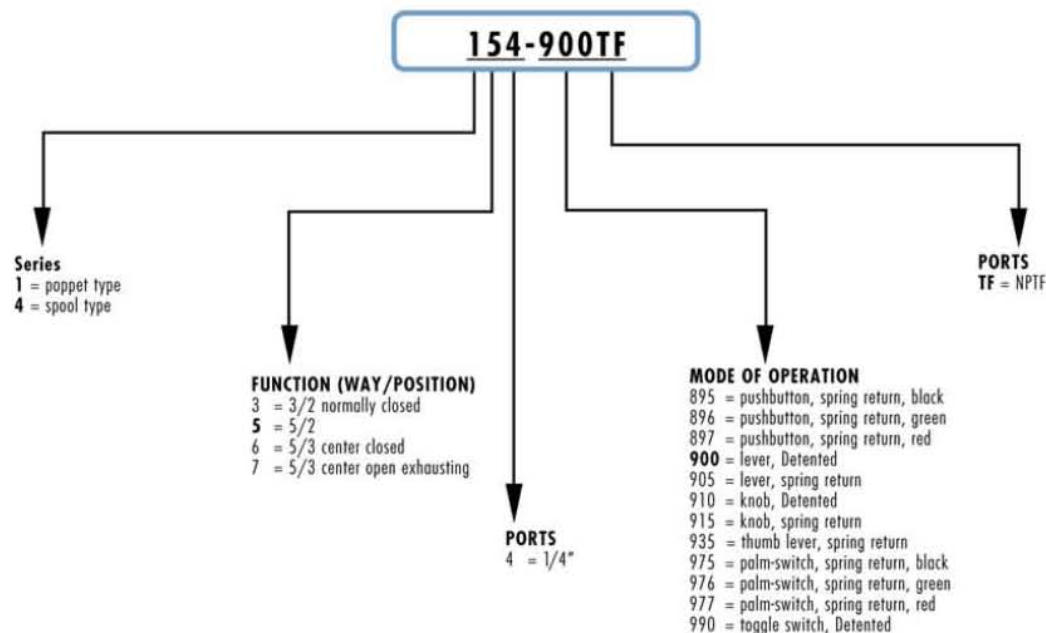 154-900TF
Series
1 = poppet type
4 = spool type
FUNCTION (WAY/POSITION)
3 = 3/2 normally closed
5 = 5/2
6 = 5/3 center closed
7 = 5/3 center open exhausting
PORTS
4 = 1/4"
MODE OF OPERATION
895 = pushbutton, spring return, black
896 = pushbutton, spring return, green
897 = pushbutton, spring return, red
900 = lever, Detented
905 = lever, spring return
910 = knob, Detented
915 = knob, spring return
935 = thumb lever, spring return
975 = palm-switch, spring return, black
976 = palm-switch, spring return, green
977 = palm-switch, spring return, red
990 = toggle switch, Detented
PORTS
TF = NPTF